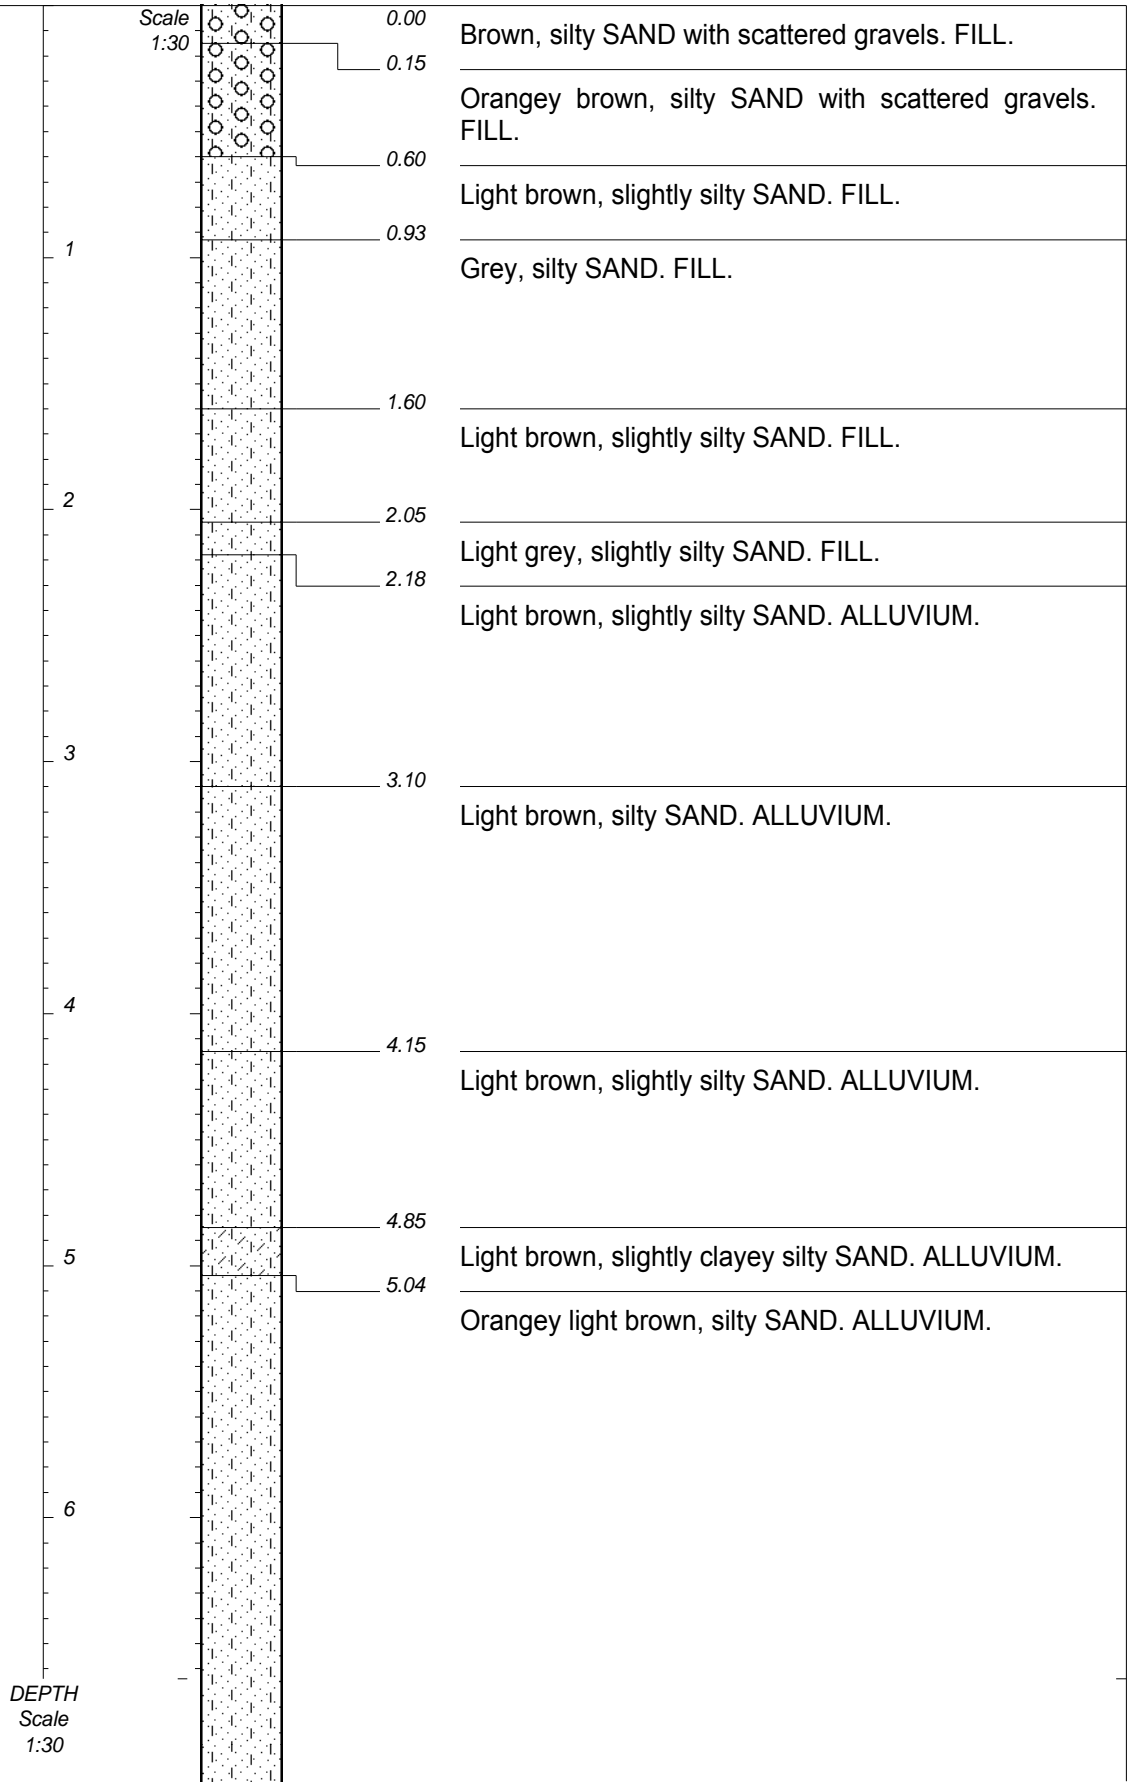 Scale
1:30
0.00
Brown, silty SAND with scattered gravels. FILL.
0.15
Orangey brown, silty SAND with scattered gravels.
FILL.
0.60
Light brown, slightly silty SAND. FILL.
0.93
1
Grey, silty SAND. FILL.
1.60
Light brown, slightly silty SAND. FILL.
2
2.05
Light grey, slightly silty SAND. FILL.
2.18
Light brown, slightly silty SAND. ALLUVIUM.
3
3.10
Light brown, silty SAND. ALLUVIUM.
4
4.15
Light brown, slightly silty SAND. ALLUVIUM.
4.85
5
Light brown, slightly clayey silty SAND. ALLUVIUM.
5.04
Orangey light brown, silty SAND. ALLUVIUM.
6
DEPTH
Scale
1:30